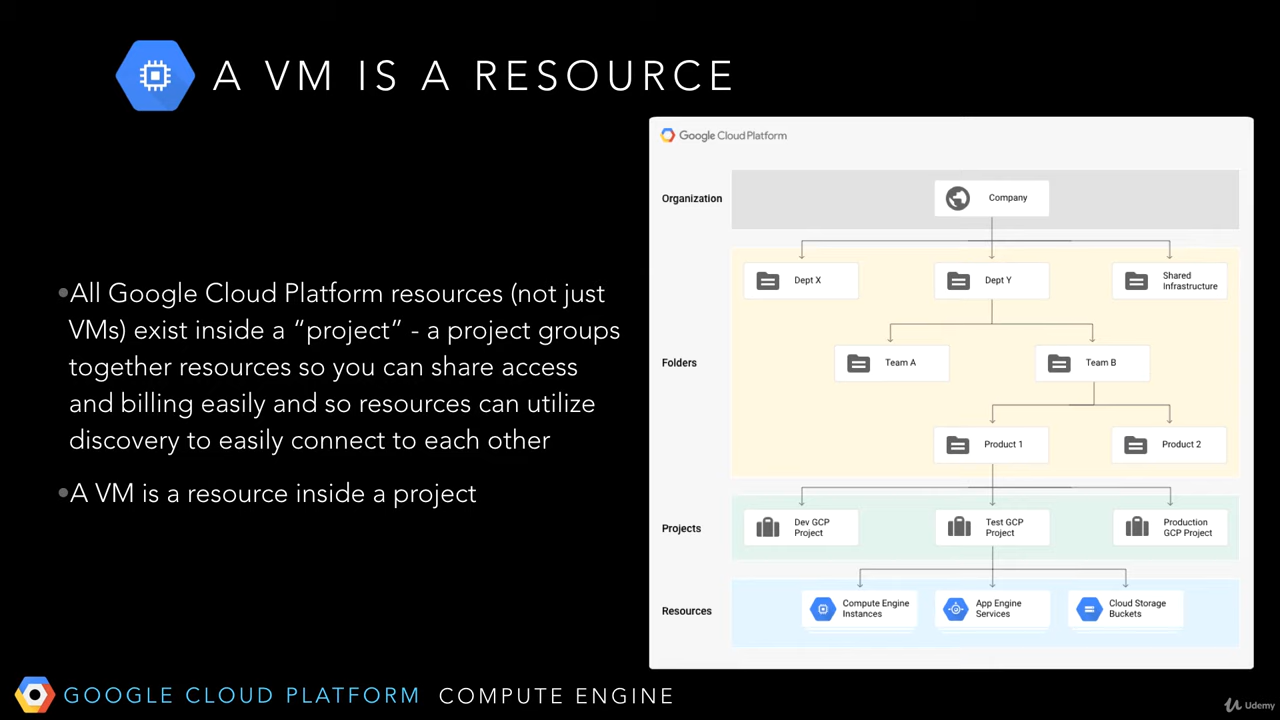 A VM IS A RESOURCE
•All Google Cloud Platform resources (not just
VMs) exist inside a “project” - a project groups
together resources so you can share access
and billing easily and so resources can utilize
discovery to easily connect to each other
•A VM is a resource inside a project
Google Cloud Platform
Organization
Company
Folders
Dept X
Dept Y
Shared
Infrastructure
Team A
Team B
Product 1
Product 2
Projects
Dev GCP
Project
Test GCP
Project
Production
GCP Project
Resources
Compute Engine
Instances
App Engine
Services
Cloud Storage
Buckets
GOOGLE CLOUD PLATFORM COMPUTE ENGINE
Udemy